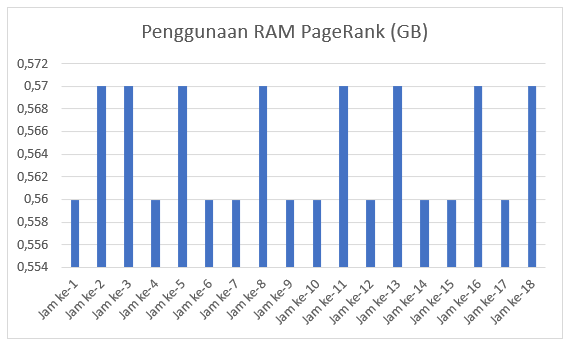 Penggunaan RAM PageRank (GB)
0,572
0,57
0,568
0,566
0,564
0,562
0,56
0,558
0,556
0,554
Jam ke-1
Jam ke-2
Jam ke-3
Jam ke-4
Jam ke-5
Jam ke-6
Jam ke-7
Jam ke-8
Jam ke-9
Jam ke-10
Jam ke-11
Jam ke-12
Jam ke-13
Jam ke-14
Jam ke-15
Jam ke-16
Jam ke-17
Jam ke-18